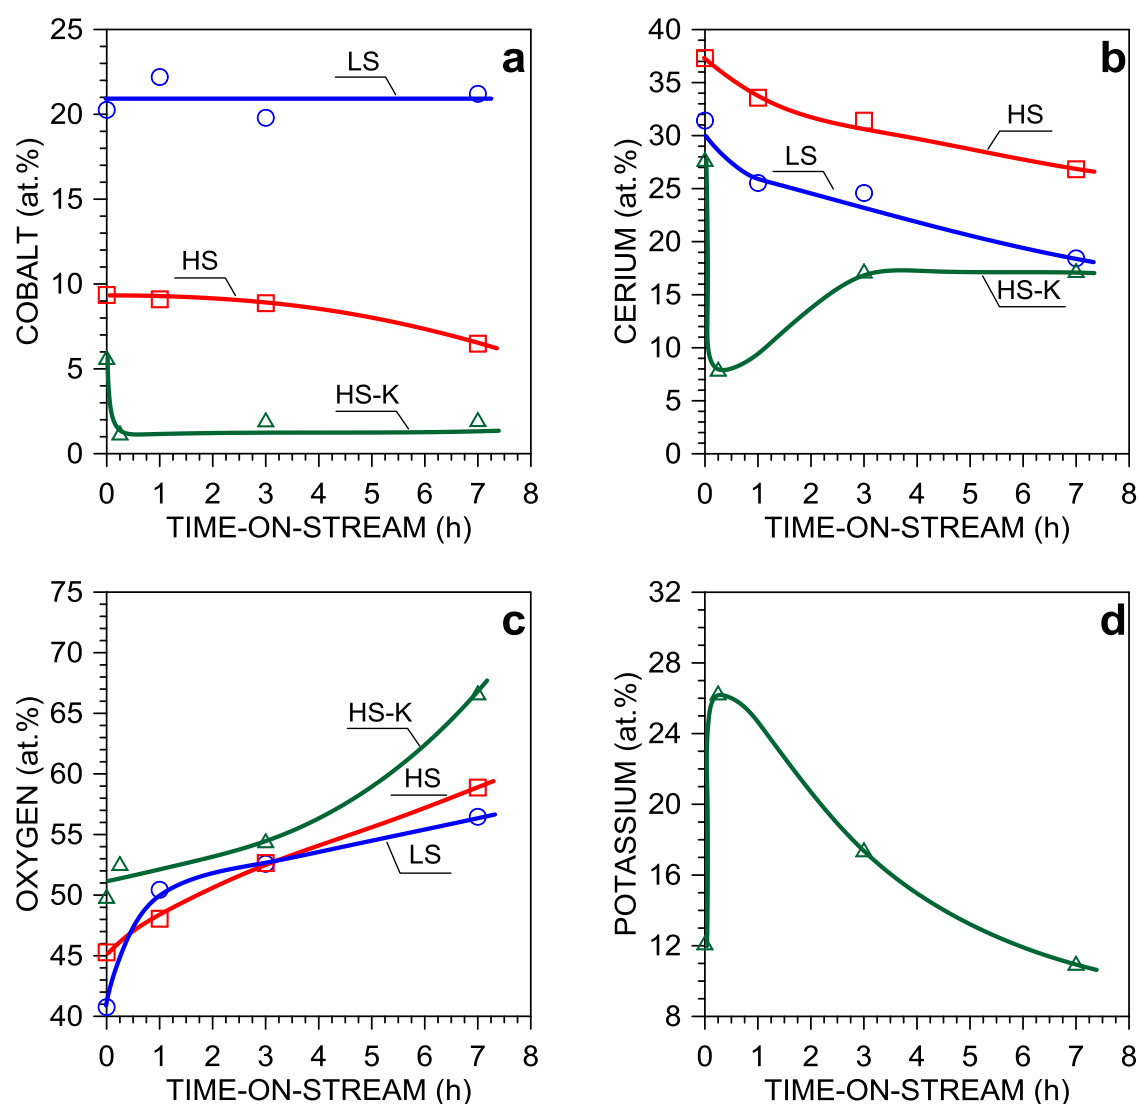 a
COBALT (at.%)
25
20
15
10
5
0
LS
HS
HS-K
0 1 2 3 4 5 6 7 8
TIME-ON-STREAM (h)
b
CERIUM (at.%)
40
35
30
25
20
15
10
5
0
HS
LS
HS-K
0 1 2 3 4 5 6 7 8
TIME-ON-STREAM (h)
c
OXYGEN (at.%)
75
70
65
60
55
50
45
40
HS-K
HS
LS
0 1 2 3 4 5 6 7 8
TIME-ON-STREAM (h)
d
POTASSIUM (at.%)
32
28
24
20
16
12
8
0 1 2 3 4 5 6 7 8
TIME-ON-STREAM (h)